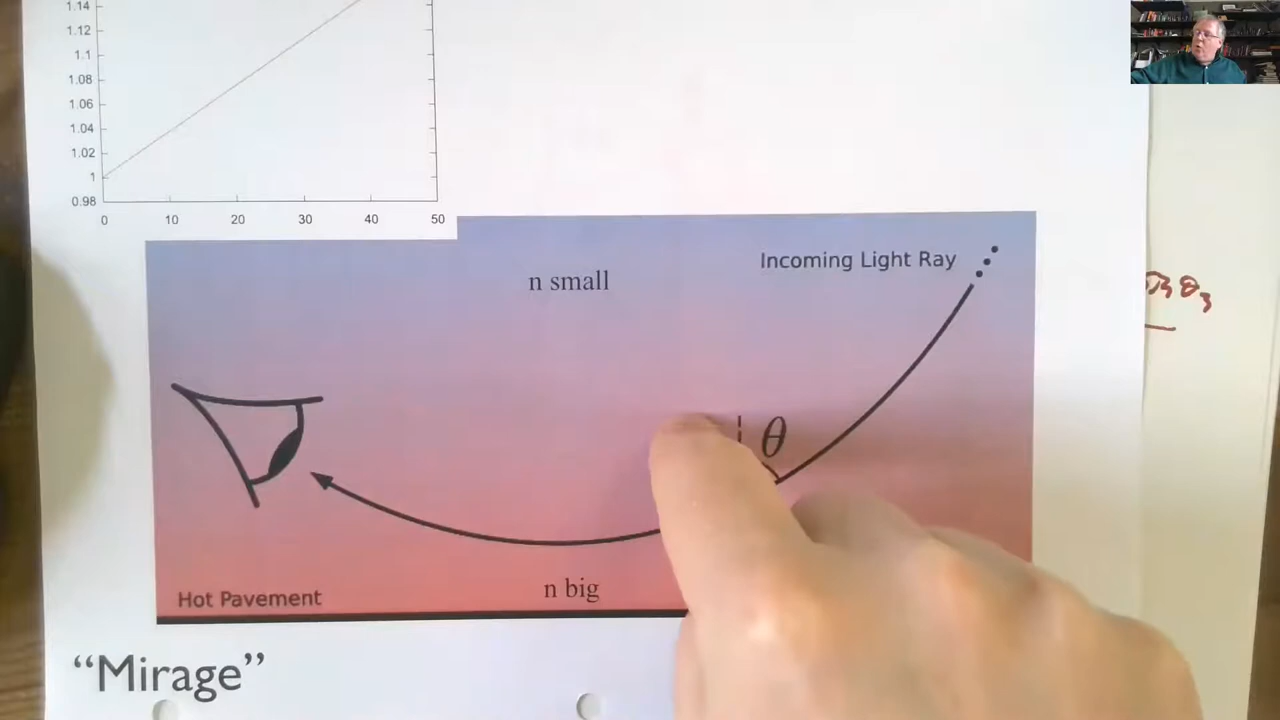 1.14
1.12
1.1
1.08
1.06
1.04
1.02
1
0.98
0 10 20 30 40 50
n small
Incoming Light Ray
θ
n big
Hot Pavement
“Mirage”
θ₃